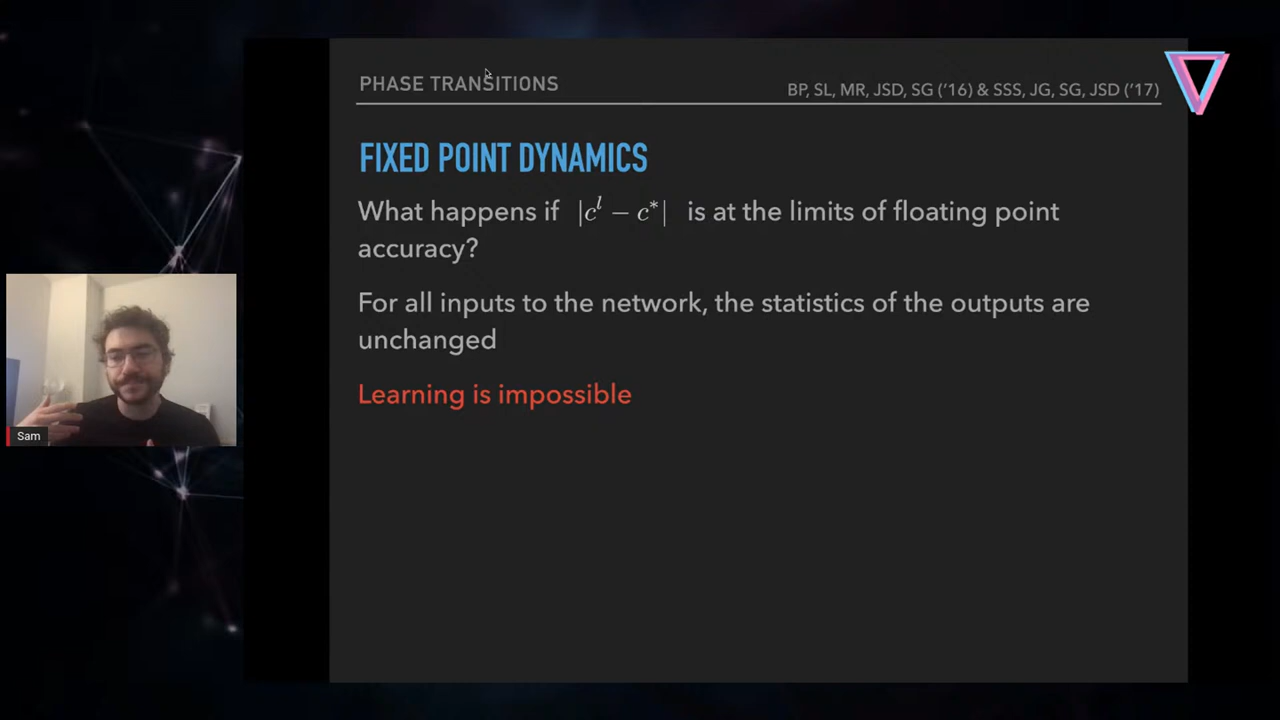 PHASE TRANSITIONS
BP, SL, MR, JSD, SG (’16) & SSS, JG, SG, JSD (’17)
FIXED POINT DYNAMICS
What happens if |c^l − c^*| is at the limits of floating point
accuracy?
For all inputs to the network, the statistics of the outputs are
unchanged
Learning is impossible
Sam